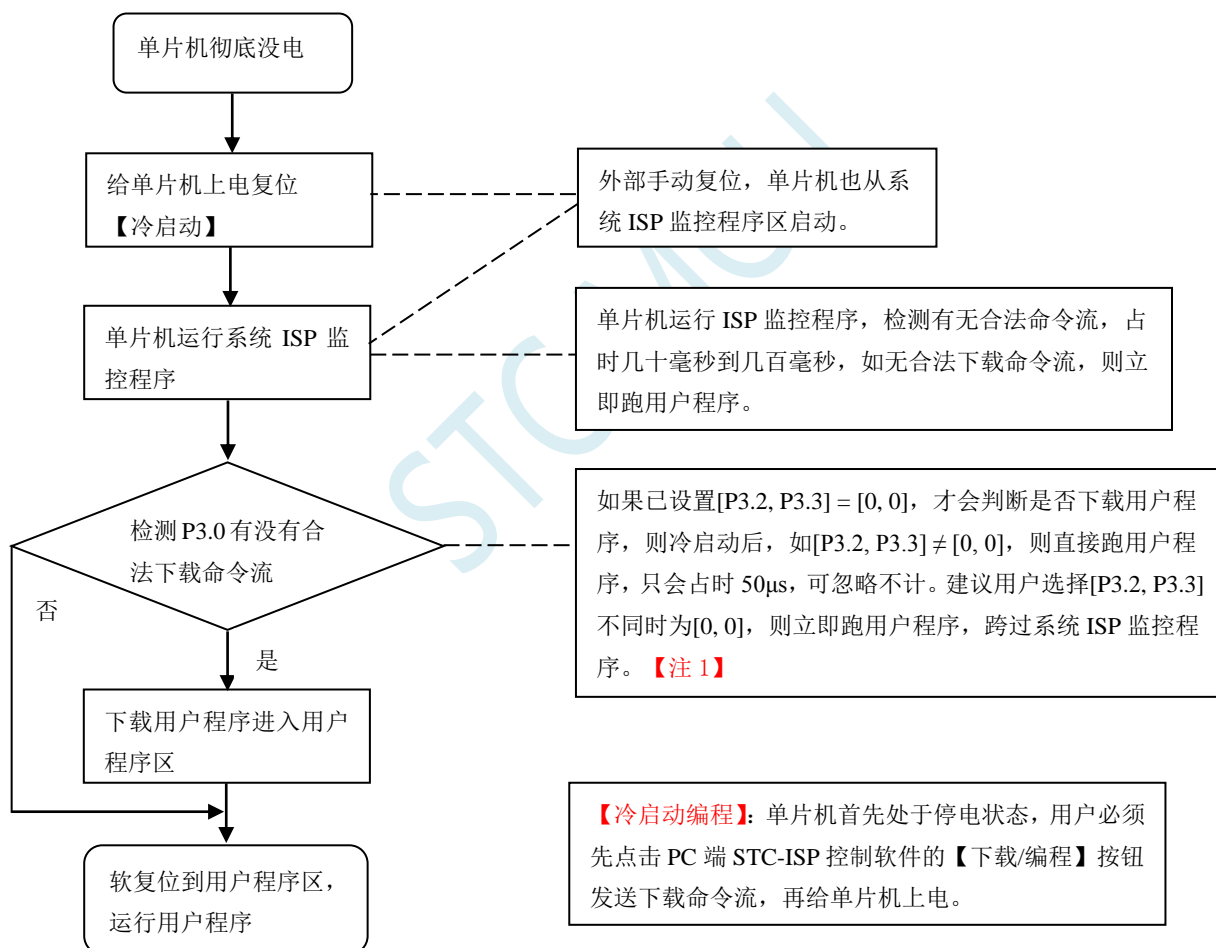 单片机彻底没电
给单片机上电复位
【冷启动】
外部手动复位，单片机也从系
统 ISP 监控程序区启动。
单片机运行系统 ISP 监
控程序
单片机运行 ISP 监控程序，检测有无合法命令流，占
时几十毫秒到几百毫秒，如无合法下载命令流，则立
即跑用户程序。
检测 P3.0 有没有合
法下载命令流
如果已设置[P3.2, P3.3] = [0, 0]，才会判断是否下载用户程
序，则冷启动后，如[P3.2, P3.3] ≠ [0, 0]，则直接跑用户程
序，只会占时 50μs，可忽略不计。建议用户选择[P3.2, P3.3]
不同时为[0, 0]，则立即跑用户程序，跨过系统 ISP 监控程
序。【注 1】
否
是
下载用户程序进入用户
程序区
【冷启动编程】：单片机首先处于停电状态，用户必须
先点击 PC 端 STC-ISP 控制软件的【下载/编程】按钮
发送下载命令流，再给单片机上电。
软复位到用户程序区，
运行用户程序
STC MCU